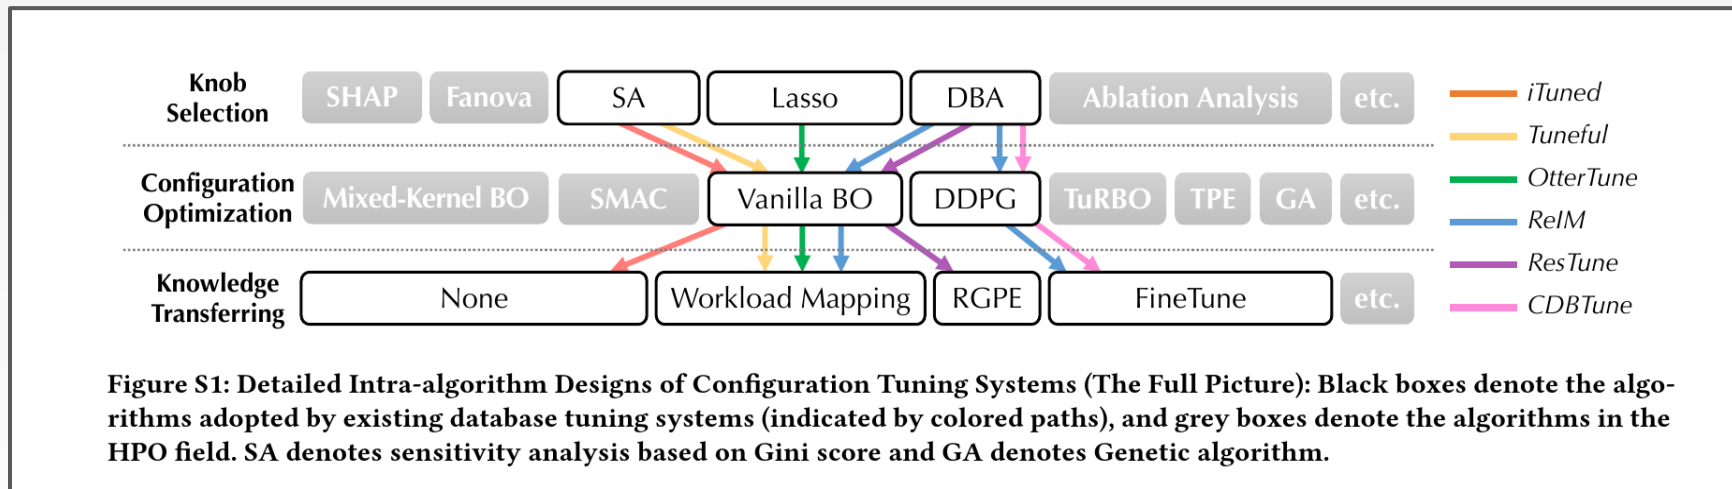 Knob
Selection
SHAP
Fanova
SA
Lasso
DBA
Ablation Analysis
etc.
Configuration
Optimization
Mixed-Kernel BO
SMAC
Vanilla BO
DDPG
TuRBO
TPE
GA
etc.
Knowledge
Transferring
None
Workload Mapping
RGPE
FineTune
etc.
iTuned
Tuneful
OtterTune
ReIM
ResTune
CDBTune
Figure S1: Detailed Intra-algorithm Designs of Configuration Tuning Systems (The Full Picture): Black boxes denote the algo-
rithms adopted by existing database tuning systems (indicated by colored paths), and grey boxes denote the algorithms in the
HPO field. SA denotes sensitivity analysis based on Gini score and GA denotes Genetic algorithm.